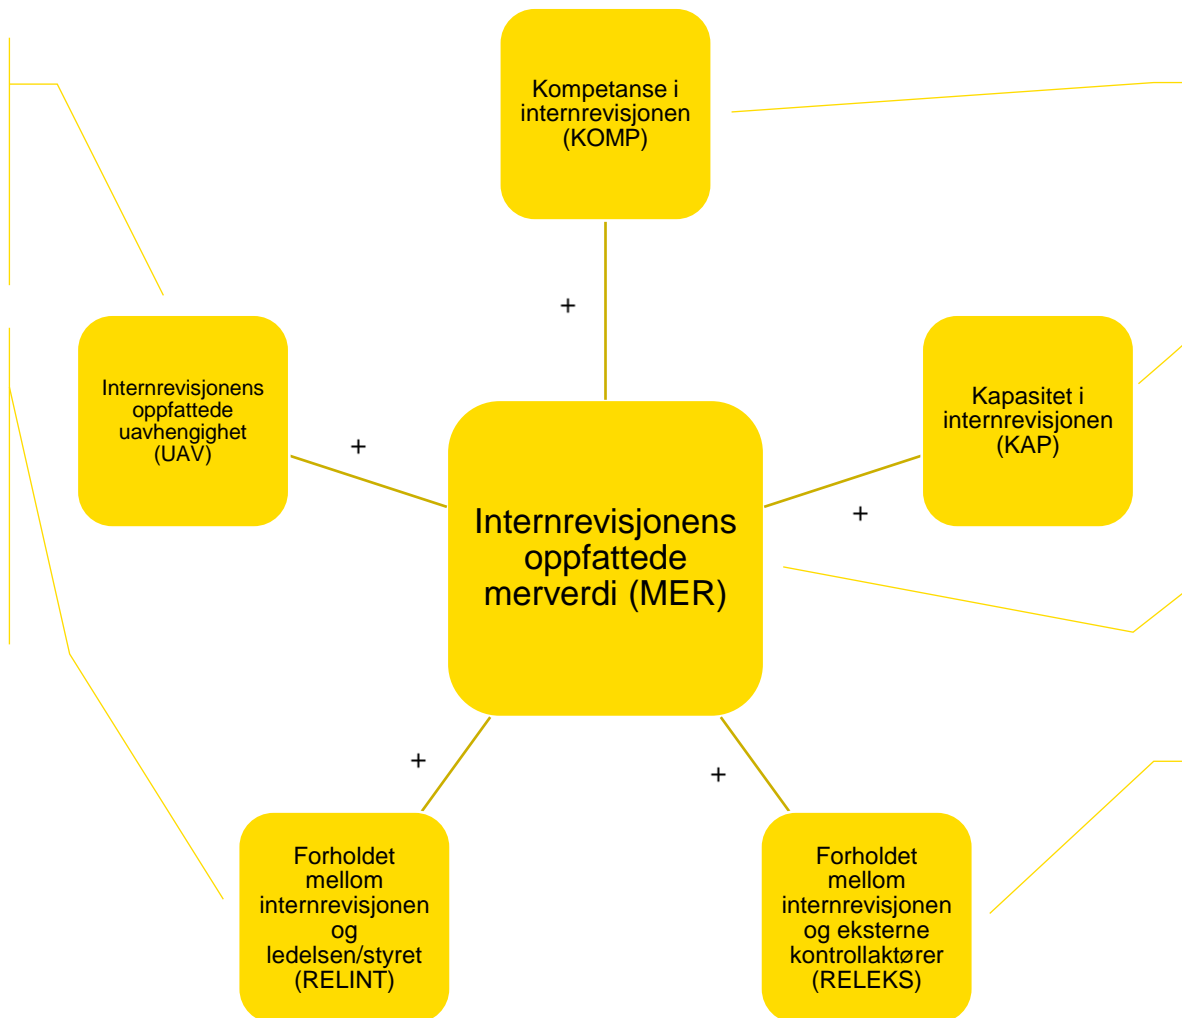 Kompetanse i
internrevisjonen
(KOMP)
+
Internrevisjonens
oppfattede
uavhengighet
(UAV)
+
Kapasitet i
internrevisjonen
(KAP)
+
Internrevisjonens
oppfattede
merverdi (MER)
+
+
Forholdet
mellom
internrevisjonen
og
ledelsen/styret
(RELINT)
Forholdet
mellom
internrevisjonen
og eksterne
kontrollaktører
(RELEKS)